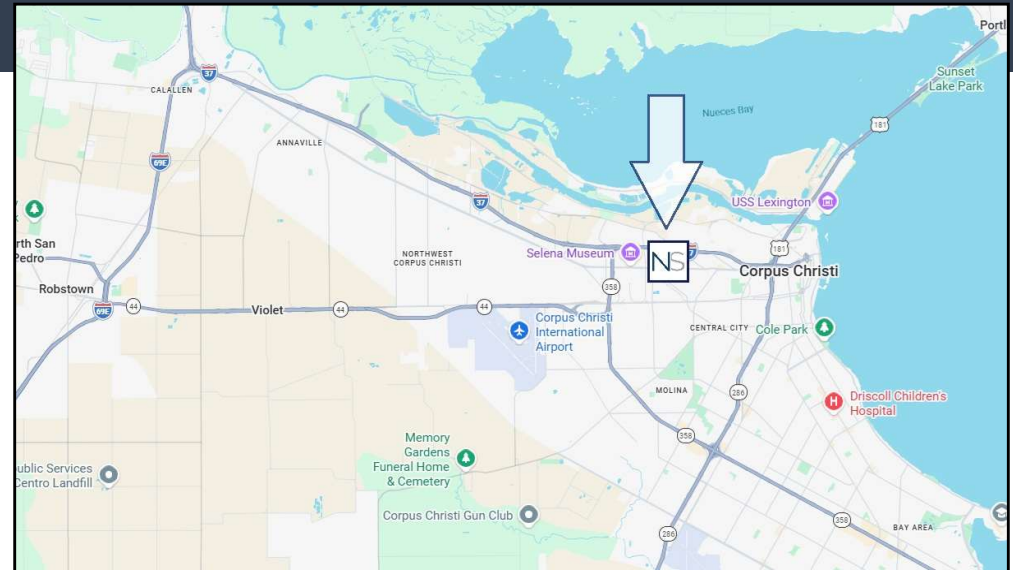 Portl
37
Sunset
Lake Park
CALALLEN
Nueces Bay
181
ANNAVILLE
69E
37
USS Lexington
rth San
Pedro
NORTHWEST
CORPUS CHRISTI
Selena Museum
NS
181
Corpus Christi
Robstown
358
69E
44
Violet
44
44
Corpus Christi
International
Airport
CENTRAL CITY
Cole Park
MOLINA
286
Driscoll Children's
Hospital
Memory
Gardens
Funeral Home
& Cemetery
358
ublic Services
Centro Landfill
Corpus Christi Gun Club
358
BAY AREA
286